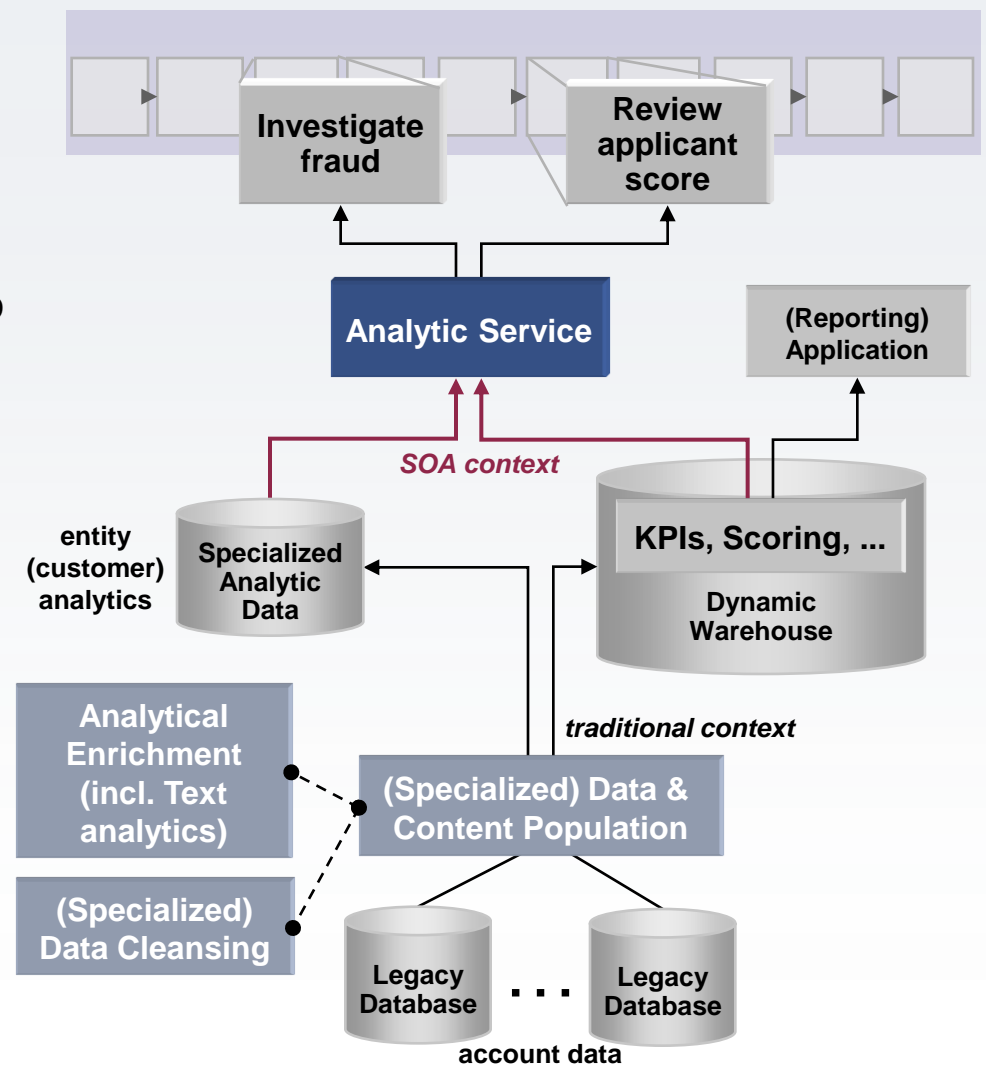 Investigate
fraud
Review
applicant
score
)
Analytic Service
(Reporting)
Application
SOA context
entity
(customer)
analytics
Specialized
Analytic
Data
KPIs, Scoring, ...
Dynamic
Warehouse
Analytical
Enrichment
(incl. Text
analytics)
traditional context
(Specialized) Data &
Content Population
(Specialized)
Data Cleansing
Legacy
Database
. . .
Legacy
Database
account data